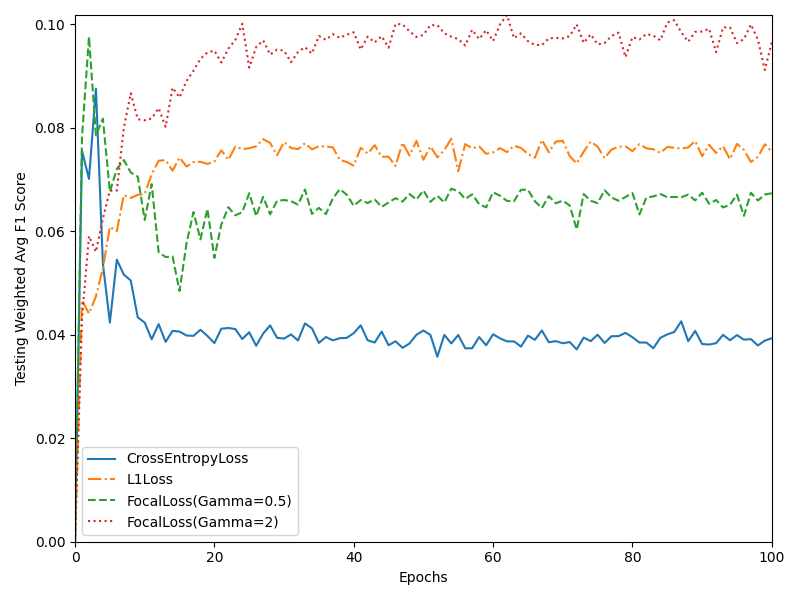 0.10
0.08
0.06
0.04
0.02
0.00
Testing Weighted Avg F1 Score
CrossEntropyLoss
L1Loss
FocalLoss(Gamma=0.5)
FocalLoss(Gamma=2)
0 20 40 60 80 100
Epochs